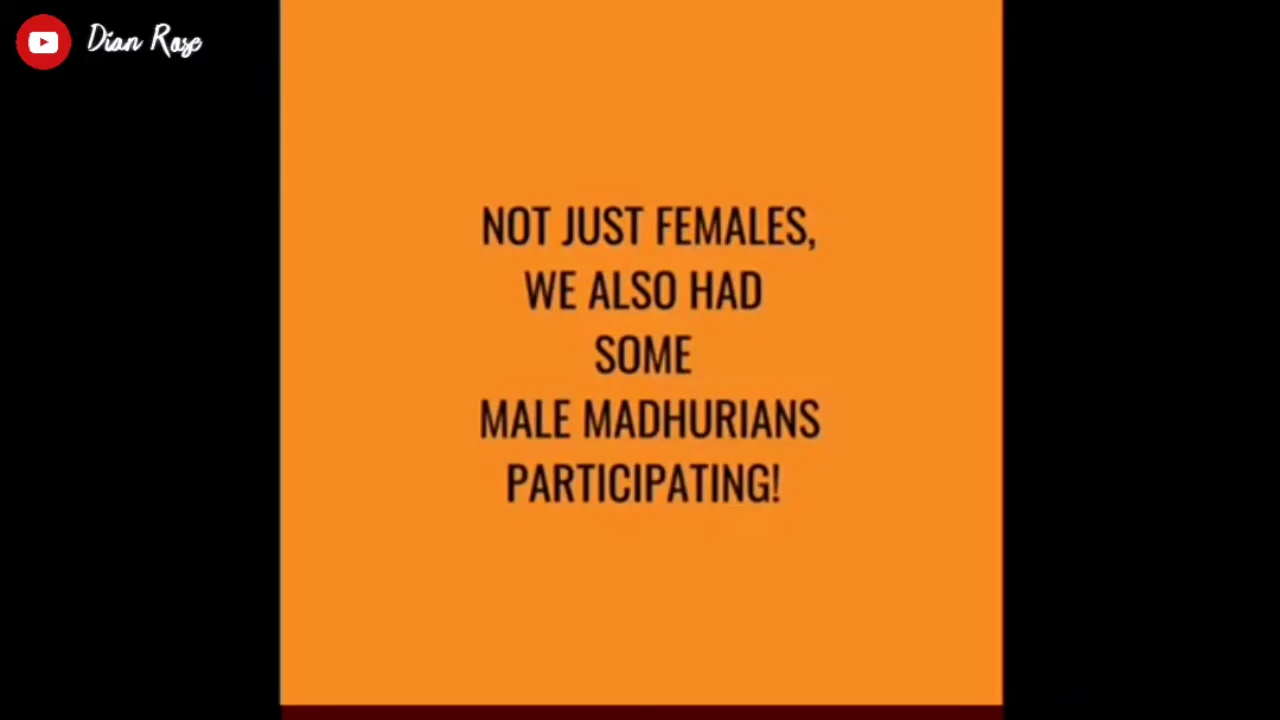 Dian Rose
NOT JUST FEMALES,
WE ALSO HAD
SOME
MALE MADHURIANS
PARTICIPATING!